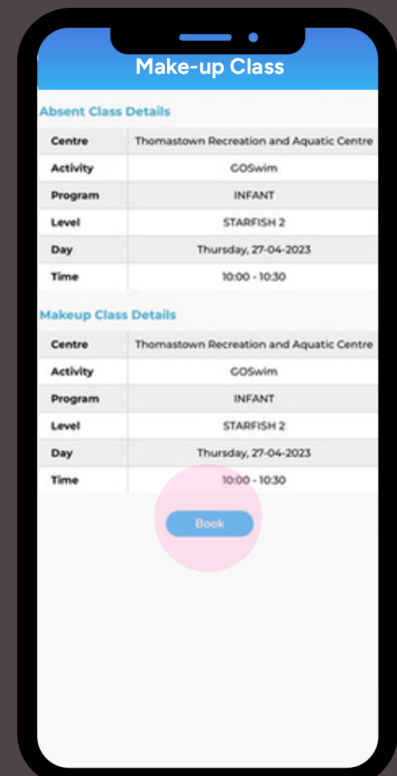 Make-up Class
Absent Class Details
Centre Thomastown Recreation and Aquatic Centre
Activity GOSwim
Program INFANT
Level STARFISH 2
Day Thursday, 27-04-2023
Time 10:00 - 10:30
Makeup Class Details
Centre Thomastown Recreation and Aquatic Centre
Activity GOSwim
Program INFANT
Level STARFISH 2
Day Thursday, 27-04-2023
Time 10:00 - 10:30
Book